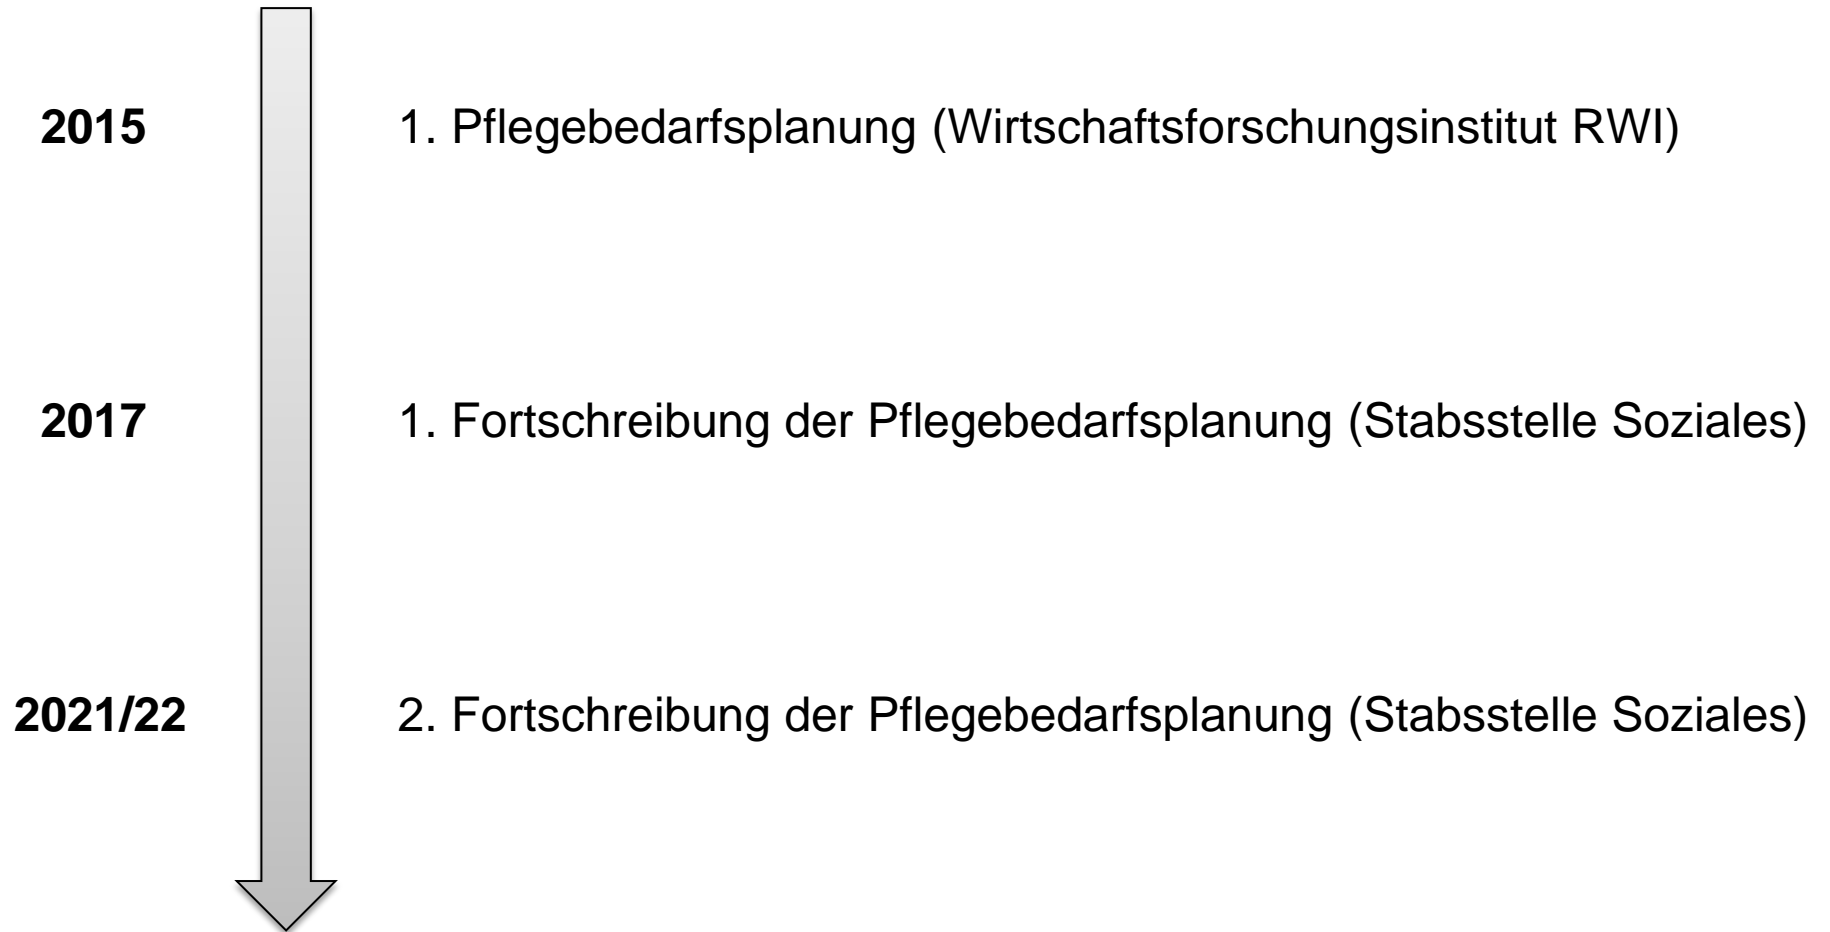 2015 1. Pflegebedarfsplanung (Wirtschaftsforschungsinstitut RWI)
2017 1. Fortschreibung der Pflegebedarfsplanung (Stabsstelle Soziales)
2021/22 2. Fortschreibung der Pflegebedarfsplanung (Stabsstelle Soziales)